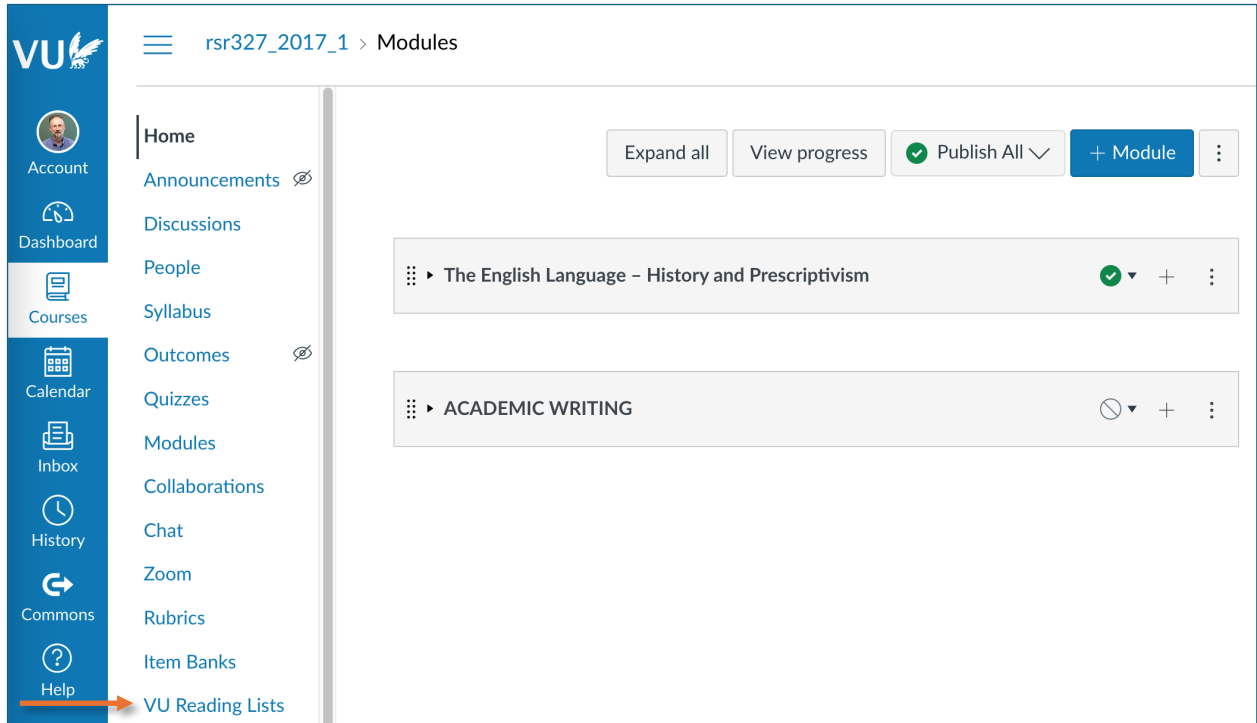 VU
rsr327_2017_1 > Modules
Account
Dashboard
Courses
Calendar
Inbox
History
Commons
Help
Home
Announcements
Discussions
People
Syllabus
Outcomes
Quizzes
Modules
Collaborations
Chat
Zoom
Rubrics
Item Banks
VU Reading Lists
Expand all View progress Publish All + Module
The English Language – History and Prescriptivism
ACADEMIC WRITING